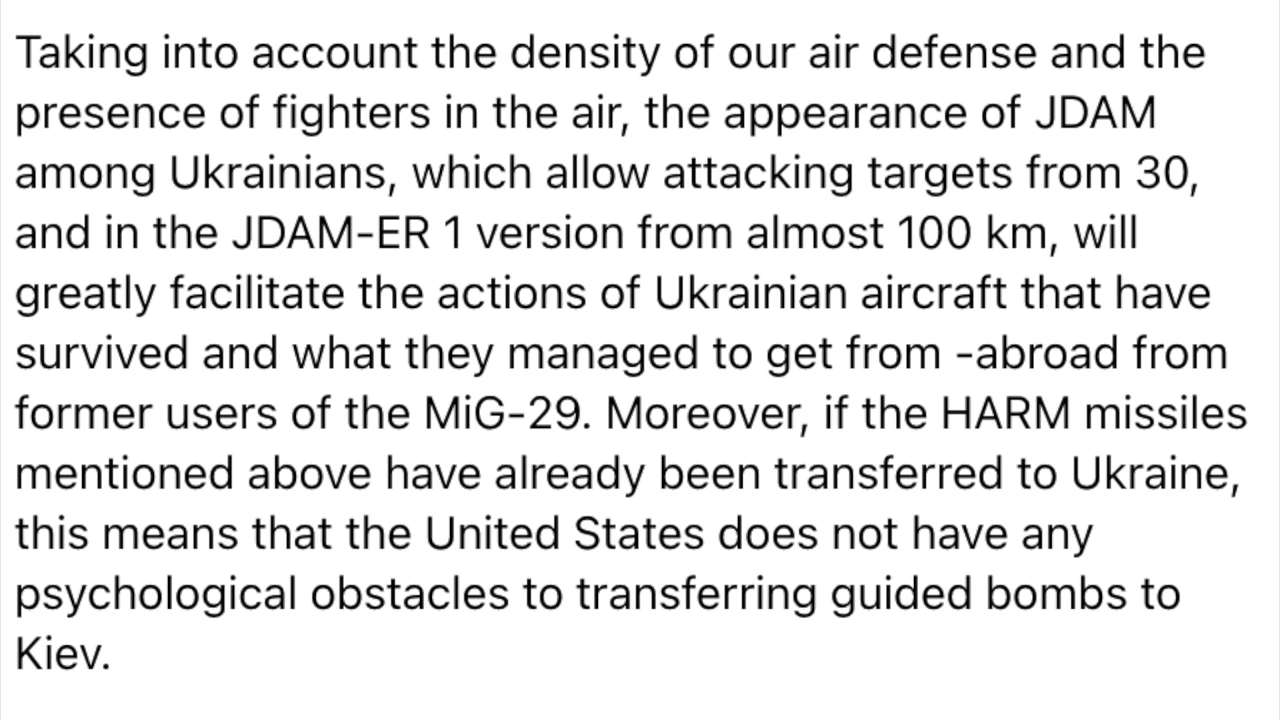 Taking into account the density of our air defense and the
presence of fighters in the air, the appearance of JDAM
among Ukrainians, which allow attacking targets from 30,
and in the JDAM-ER 1 version from almost 100 km, will
greatly facilitate the actions of Ukrainian aircraft that have
survived and what they managed to get from -abroad from
former users of the MiG-29. Moreover, if the HARM missiles
mentioned above have already been transferred to Ukraine,
this means that the United States does not have any
psychological obstacles to transferring guided bombs to
Kiev.